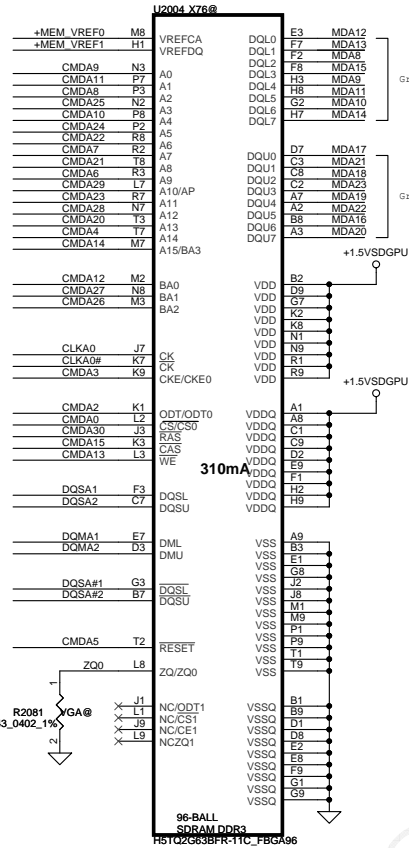 U2004 X76@
+MEM_VREF0 M8 VREFCA
+MEM_VREF1 H1 VREFDQ
CMDA9 N3 A0
CMDA11 P7 A1
CMDA8 P3 A2
CMDA25 N2 A3
CMDA10 P8 A4
CMDA24 P2 A5
CMDA22 R8 A6
CMDA7 R2 A7
CMDA21 T8 A8
CMDA6 R3 A9
CMDA29 L7 A10/AP
CMDA23 R7 A11
CMDA28 N7 A12
CMDA20 T3 A13
CMDA4 T7 A14
CMDA14 M7 A15/BA3
CMDA12 M2 BA0
CMDA27 N8 BA1
CMDA26 M3 BA2
CLKA0 J7 CK
CLKA0# K7 CK
CMDA3 K9 CKE/CKE0
CMDA2 K1 ODT/ODT0
CMDA0 L2 CS/CS0
CMDA30 J3 RAS
CMDA15 K3 CAS
CMDA13 L3 WE
310mA
DQSA1 F3 DQSL
DQSA2 C7 DQSU
DQMA1 E7 DML
DQMA2 D3 DMU
DQSA#1 G3 DQSL
DQSA#2 B7 DQSU
CMDA5 T2 RESET
ZQ0 L8 ZQ/ZQ0
1
R2081 VGA@
3_0402_1%
2
J1 NC/ODT1
L1 NC/CS1
J9 NC/CE1
L9 NCZQ1
DQL0 E3 MDA12
DQL1 F7 MDA13
DQL2 F2 MDA8
DQL3 F8 MDA15
DQL4 H3 MDA9
DQL5 H8 MDA11
DQL6 G2 MDA10
DQL7 H7 MDA14
DQU0 D7 MDA17
DQU1 C3 MDA21
DQU2 C8 MDA18
DQU3 C2 MDA23
DQU4 A7 MDA19
DQU5 A2 MDA22
DQU6 B8 MDA16
DQU7 A3 MDA20
+1.5VSDGPU
VDD B2
VDD D9
VDD G7
VDD K2
VDD K8
VDD N1
VDD N9
VDD R1
VDD R9
+1.5VSDGPU
VDDQ A1
VDDQ A8
VDDQ C1
VDDQ C9
VDDQ D2
VDDQ E9
VDDQ F1
VDDQ H2
VDDQ H9
VSS A9
VSS B3
VSS E1
VSS G8
VSS J2
VSS J8
VSS M1
VSS M9
VSS P1
VSS P9
VSS T1
VSS T9
VSSQ B1
VSSQ B9
VSSQ D1
VSSQ D8
VSSQ E2
VSSQ E8
VSSQ F9
VSSQ G1
VSSQ G9
96-BALL
SDRAM DDR3
H5TQ2G63BFR-11C_FBGA96